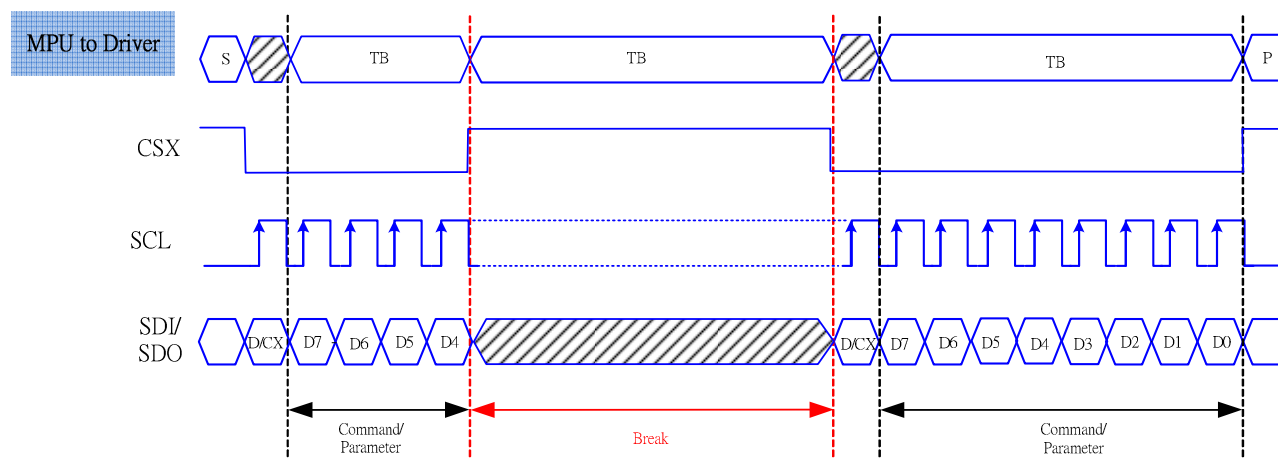 MPU to Driver
S TB TB TB P
CSX
SCL
SDI/
SDO
D/CX D7 D6 D5 D4 D/CX D7 D6 D5 D4 D3 D2 D1 D0
Command/
Parameter
Break
Command/
Parameter